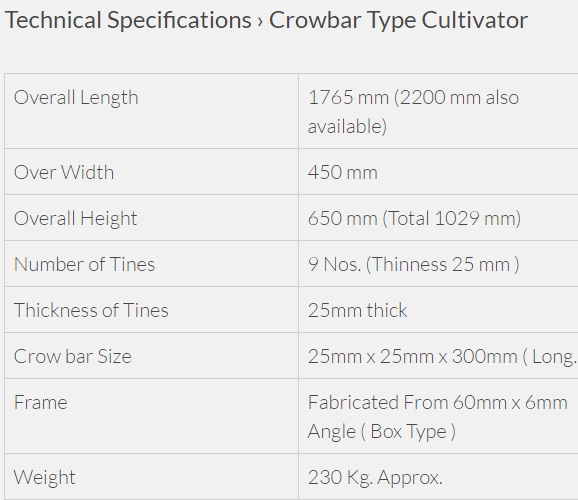 Technical Specifications › Crowbar Type Cultivator
Overall Length
1765 mm (2200 mm also
available)
Over Width
450 mm
Overall Height
650 mm (Total 1029 mm)
Number of Tines
9 Nos. (Thinness 25 mm )
Thickness of Tines
25mm thick
Crow bar Size
25mm x 25mm x 300mm ( Long.
Frame
Fabricated From 60mm x 6mm
Angle ( Box Type )
Weight
230 Kg. Approx.